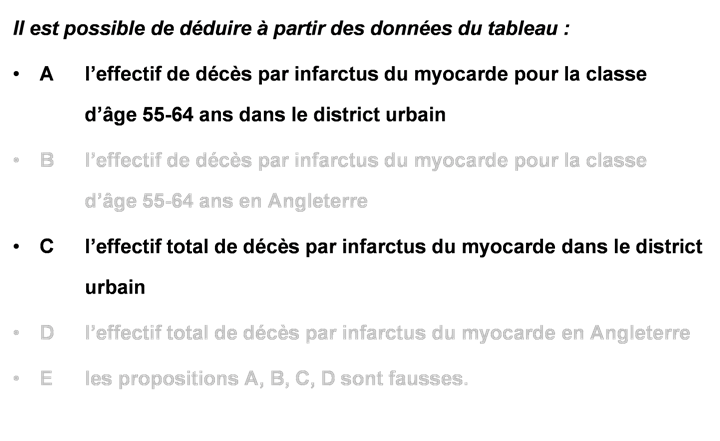 Il est possible de déduire à partir des données du tableau :
• A l’effectif de décès par infarctus du myocarde pour la classe
d’âge 55-64 ans dans le district urbain
• B l’effectif de décès par infarctus du myocarde pour la classe
d’âge 55-64 ans en Angleterre
• C l’effectif total de décès par infarctus du myocarde dans le district
urbain
• D l’effectif total de décès par infarctus du myocarde en Angleterre
• E les propositions A, B, C, D sont fausses.